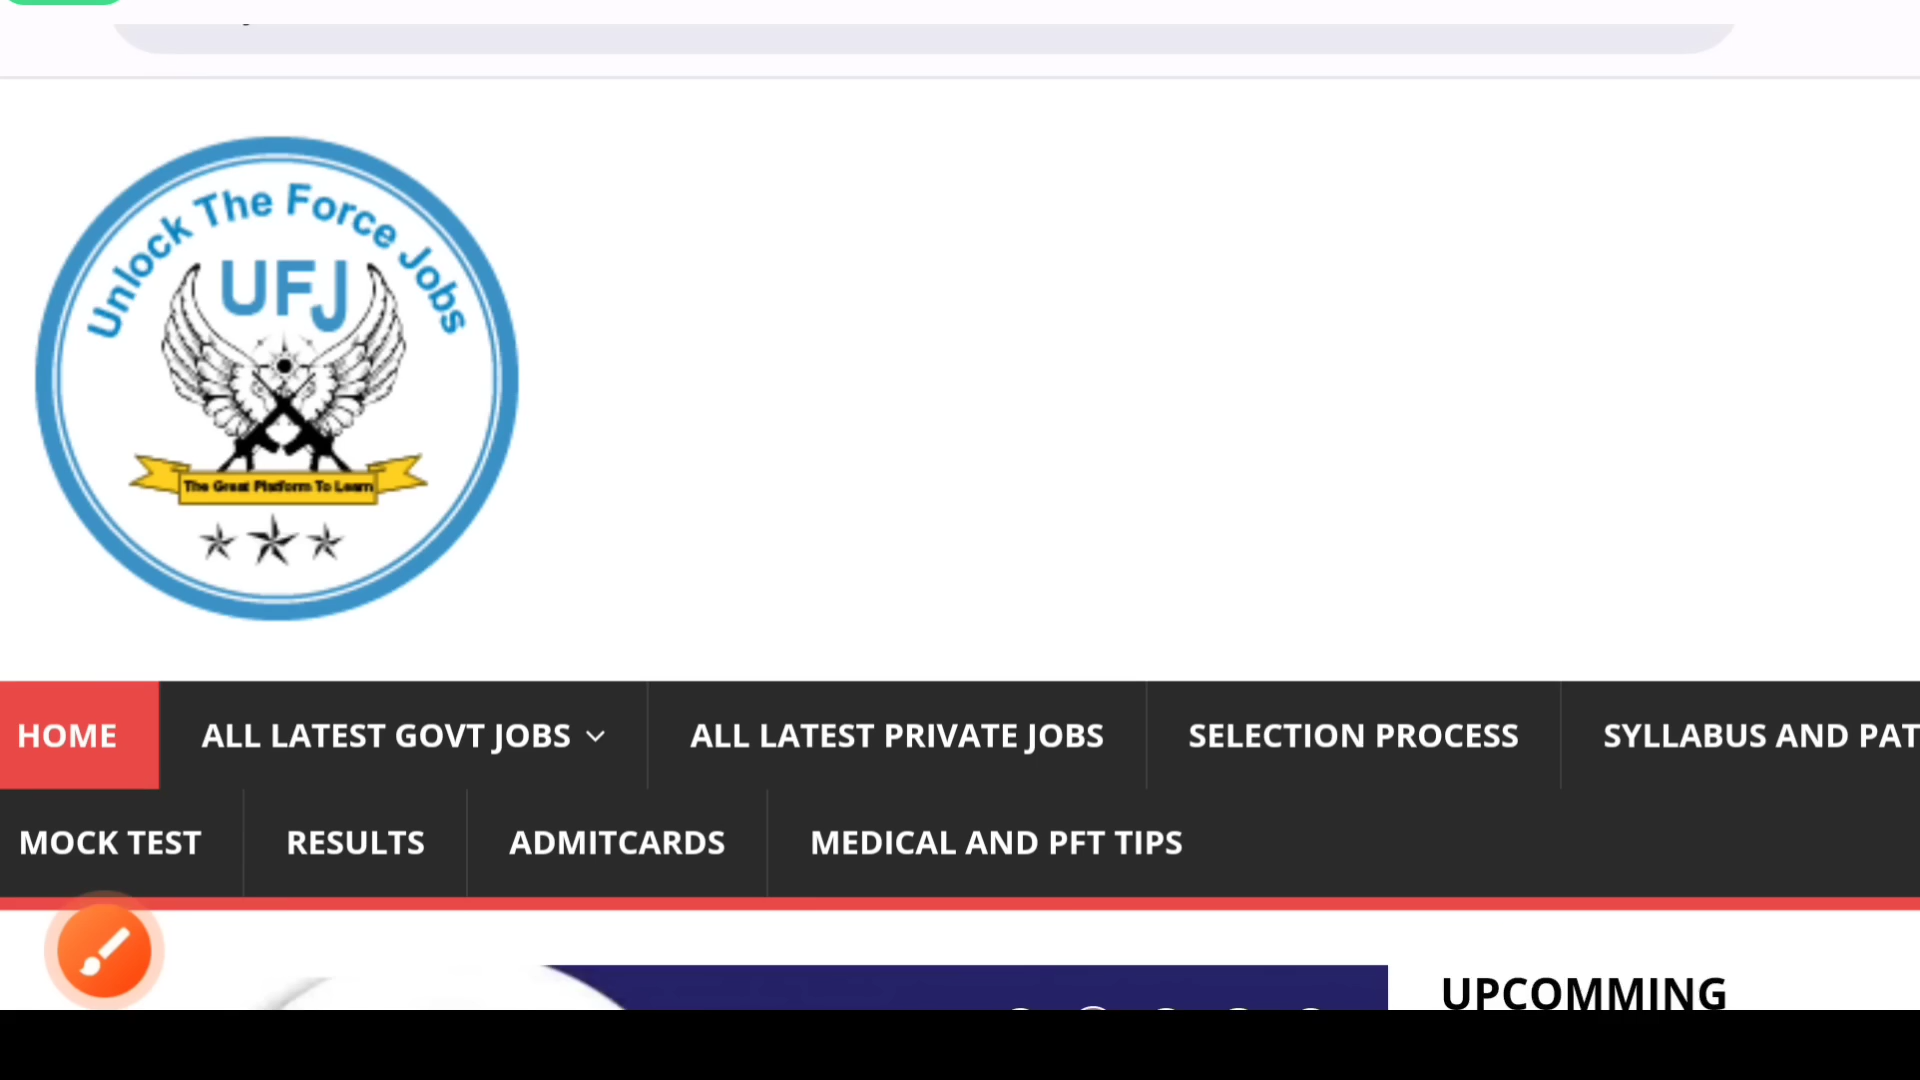 Unlock The Force Jobs
UFJ
The Great Platform To Learn
HOME ALL LATEST GOVT JOBS ALL LATEST PRIVATE JOBS SELECTION PROCESS SYLLABUS AND PAT
MOCK TEST RESULTS ADMITCARDS MEDICAL AND PFT TIPS
UPCOMMING